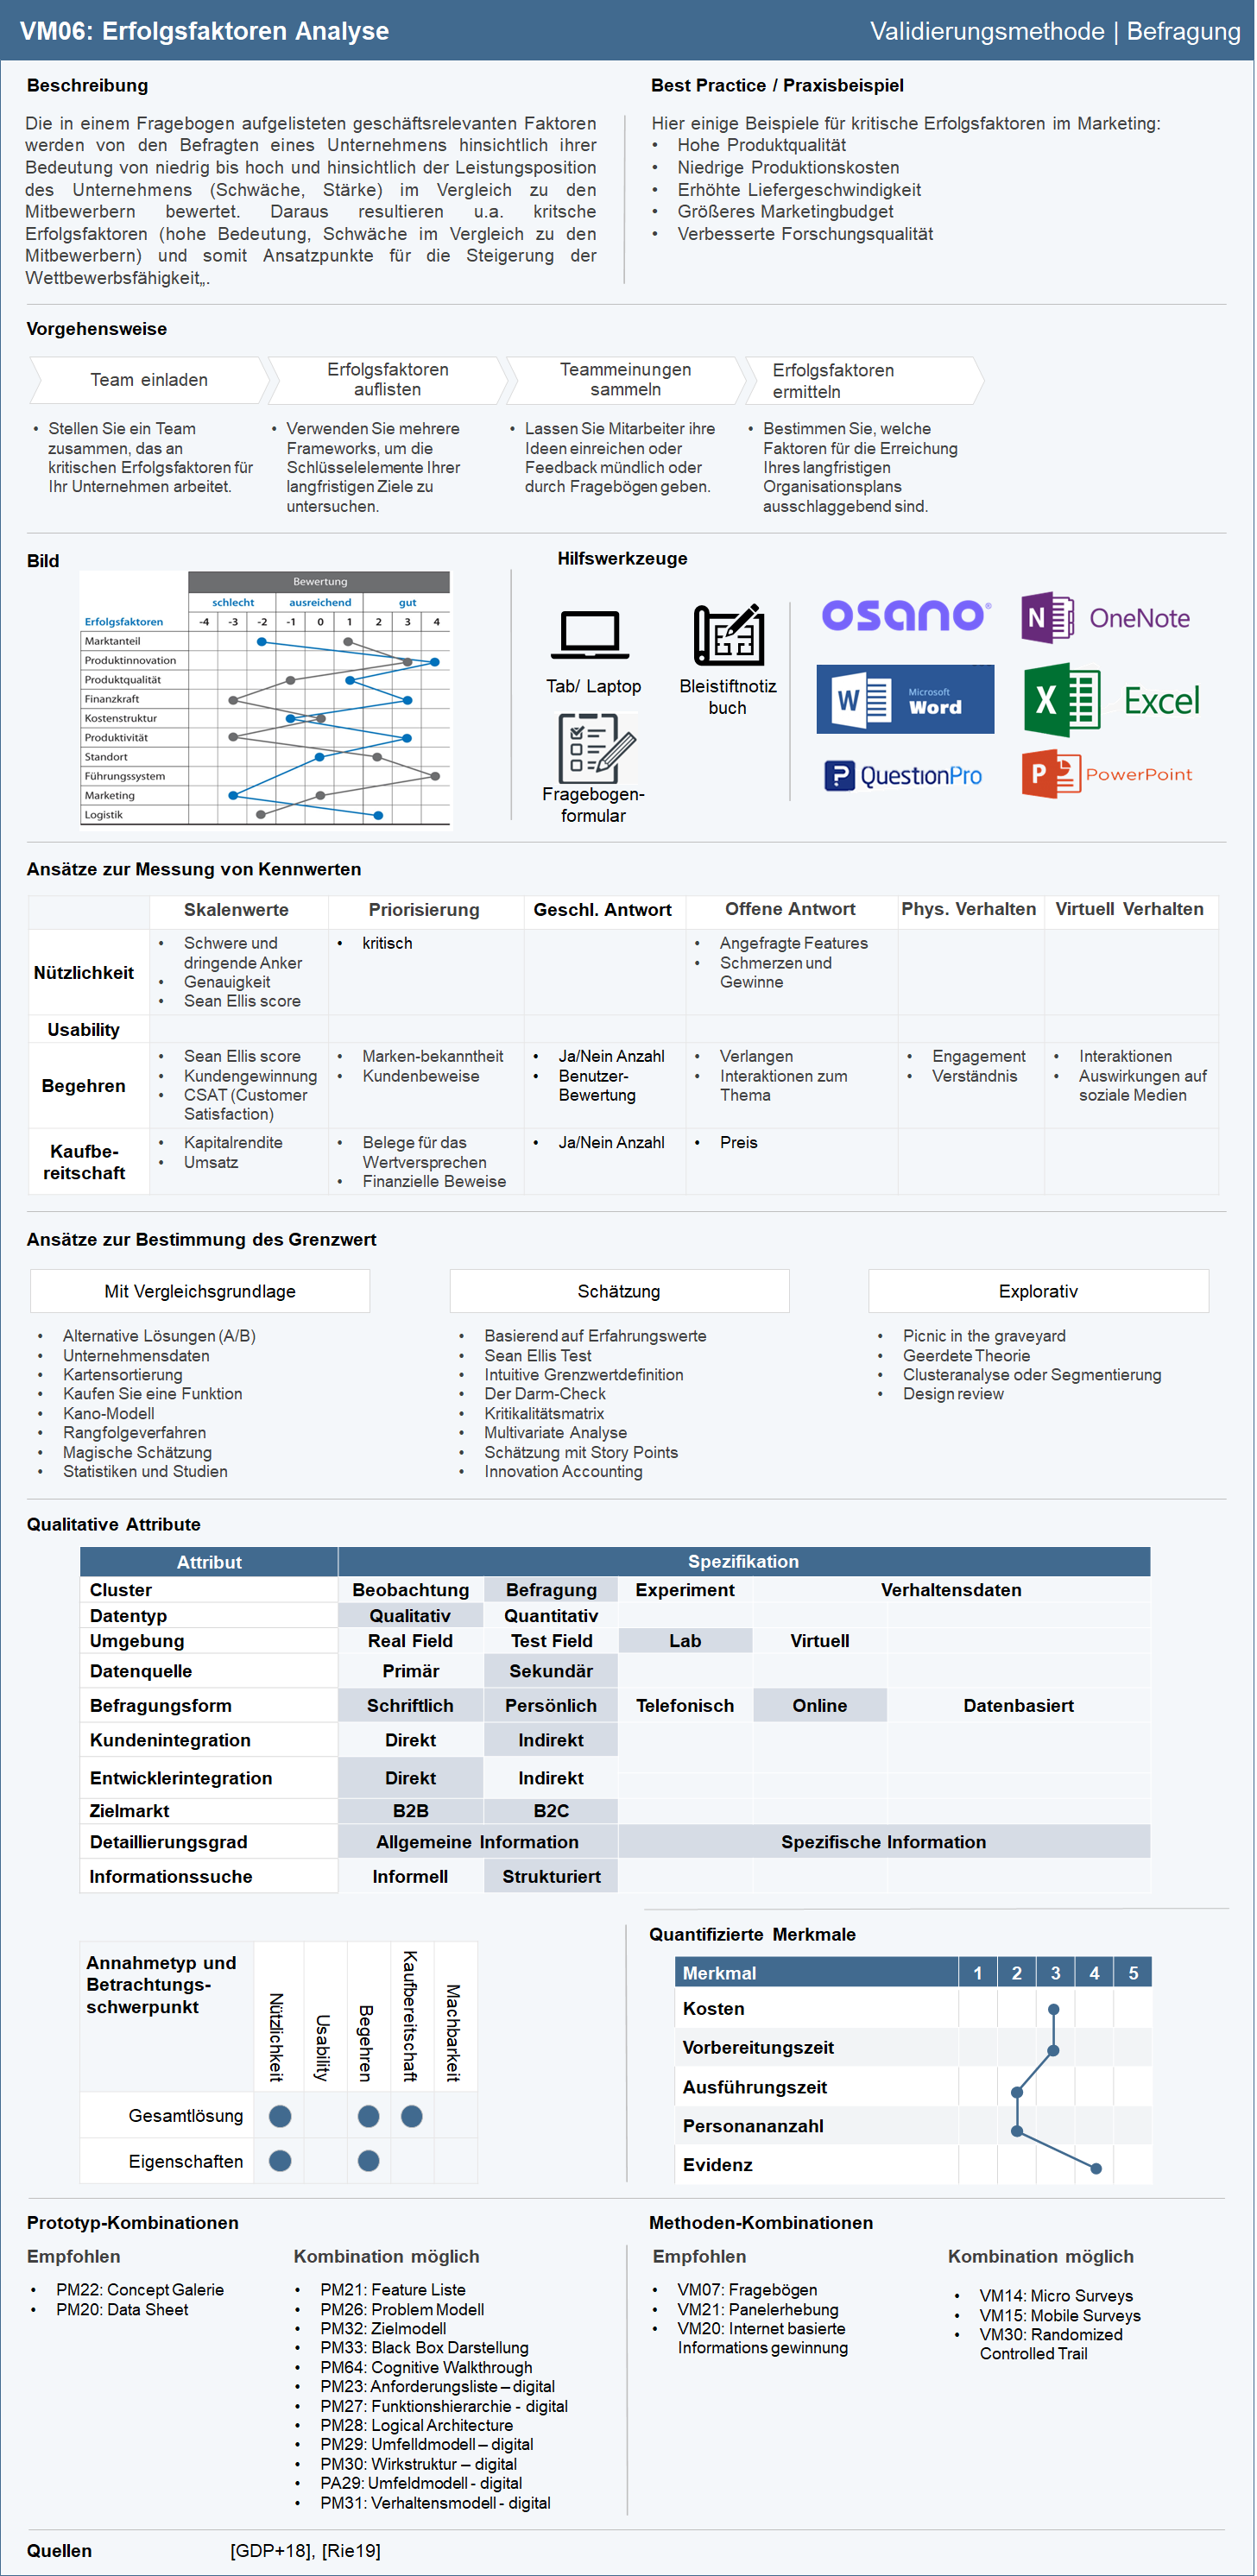 VM06: Erfolgsfaktoren Analyse
Validierungsmethode | Befragung
Beschreibung
Die in einem Fragebogen aufgelisteten geschäftsrelevanten Faktoren
werden von den Befragten eines Unternehmens hinsichtlich ihrer
Bedeutung von niedrig bis hoch und hinsichtlich der Leistungsposition
des Unternehmens (Schwäche, Stärke) im Vergleich zu den
Mitbewerbern bewertet. Daraus resultieren u.a. kritsche
Erfolgsfaktoren (hohe Bedeutung, Schwäche im Vergleich zu den
Mitbewerbern) und somit Ansatzpunkte für die Steigerung der
Wettbewerbsfähigkeit„.
Best Practice / Praxisbeispiel
Hier einige Beispiele für kritische Erfolgsfaktoren im Marketing:
• Hohe Produktqualität
• Niedrige Produktionskosten
• Erhöhte Liefergeschwindigkeit
• Größeres Marketingbudget
• Verbesserte Forschungsqualität
Vorgehensweise
Team einladen
• Stellen Sie ein Team
zusammen, das an
kritischen Erfolgsfaktoren für
Ihr Unternehmen arbeitet.
Erfolgsfaktoren
auflisten
• Verwenden Sie mehrere
Frameworks, um die
Schlüsselelemente Ihrer
langfristigen Ziele zu
untersuchen.
Teammeinungen
sammeln
• Lassen Sie Mitarbeiter ihre
Ideen einreichen oder
Feedback mündlich oder
durch Fragebögen geben.
Erfolgsfaktoren
ermitteln
• Bestimmen Sie, welche
Faktoren für die Erreichung
Ihres langfristigen
Organisationsplans
ausschlaggebend sind.
Bild
Bewertung
schlecht ausreichend gut
Erfolgsfaktoren -4 -3 -2 -1 0 1 2 3 4
Marktanteil
Produktinnovation
Produktqualität
Finanzkraft
Kostenstruktur
Produktivität
Standort
Führungssystem
Marketing
Logistik
Hilfswerkzeuge
Tab/ Laptop
Bleistiftnotiz
buch
Fragebogen-
formular
osano®
N OneNote
W Microsoft
Word
X Excel
P QuestionPro
P PowerPoint
Ansätze zur Messung von Kennwerten
Skalenwerte Priorisierung Geschl. Antwort Offene Antwort Phys. Verhalten Virtuell Verhalten
Nützlichkeit
• Schwere und
dringende Anker
• Genauigkeit
• Sean Ellis score
• kritisch
• Angefragte Features
• Schmerzen und
Gewinne
Usability
Begehren
• Sean Ellis score
• Kundengewinnung
• CSAT (Customer
Satisfaction)
• Marken-bekanntheit
• Kundenbeweise
• Ja/Nein Anzahl
• Benutzer-
Bewertung
• Verlangen
• Interaktionen zum
Thema
• Engagement
• Verständnis
• Interaktionen
• Auswirkungen auf
soziale Medien
Kaufbe-
reitschaft
• Kapitalrendite
• Umsatz
• Belege für das
Wertversprechen
• Finanzielle Beweise
• Ja/Nein Anzahl
• Preis
Ansätze zur Bestimmung des Grenzwert
Mit Vergleichsgrundlage
• Alternative Lösungen (A/B)
• Unternehmensdaten
• Kartensortierung
• Kaufen Sie eine Funktion
• Kano-Modell
• Rangfolgeverfahren
• Magische Schätzung
• Statistiken und Studien
Schätzung
• Basierend auf Erfahrungswerte
• Sean Ellis Test
• Intuitive Grenzwertdefinition
• Der Darm-Check
• Kritikalitätsmatrix
• Multivariate Analyse
• Schätzung mit Story Points
• Innovation Accounting
Explorativ
• Picnic in the graveyard
• Geerdete Theorie
• Clusteranalyse oder Segmentierung
• Design review
Qualitative Attribute
Attribut Spezifikation
Cluster Beobachtung Befragung Experiment Verhaltensdaten
Datentyp Qualitativ Quantitativ
Umgebung Real Field Test Field Lab Virtuell
Datenquelle Primär Sekundär
Befragungsform Schriftlich Persönlich Telefonisch Online Datenbasiert
Kundenintegration Direkt Indirekt
Entwicklerintegration Direkt Indirekt
Zielmarkt B2B B2C
Detaillierungsgrad Allgemeine Information Spezifische Information
Informationssuche Informell Strukturiert
Annahmetyp und
Betrachtungs-
schwerpunkt
Nützlichkeit
Usability
Begehren
Kaufbereitschaft
Machbarkeit
Gesamtlösung
Eigenschaften
Quantifizierte Merkmale
Merkmal 1 2 3 4 5
Kosten
Vorbereitungszeit
Ausführungszeit
Personananzahl
Evidenz
Prototyp-Kombinationen
Empfohlen
• PM22: Concept Galerie
• PM20: Data Sheet
Kombination möglich
• PM21: Feature Liste
• PM26: Problem Modell
• PM32: Zielmodell
• PM33: Black Box Darstellung
• PM64: Cognitive Walkthrough
• PM23: Anforderungsliste – digital
• PM27: Funktionshierarchie - digital
• PM28: Logical Architecture
• PM29: Umfelldmodell – digital
• PM30: Wirkstruktur – digital
• PA29: Umfeldmodell - digital
• PM31: Verhaltensmodell - digital
Methoden-Kombinationen
Empfohlen
• VM07: Fragebögen
• VM21: Panelerhebung
• VM20: Internet basierte
Informations gewinnung
Kombination möglich
• VM14: Micro Surveys
• VM15: Mobile Surveys
• VM30: Randomized
Controlled Trail
Quellen [GDP+18], [Rie19]